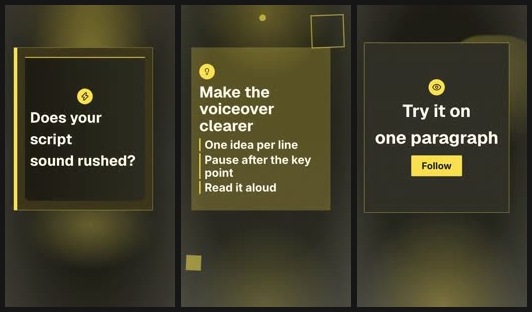 Does your
script
sound rushed?
Make the
voiceover
clearer
One idea per line
Pause after the key
point
Read it aloud
Try it on
one paragraph
Follow